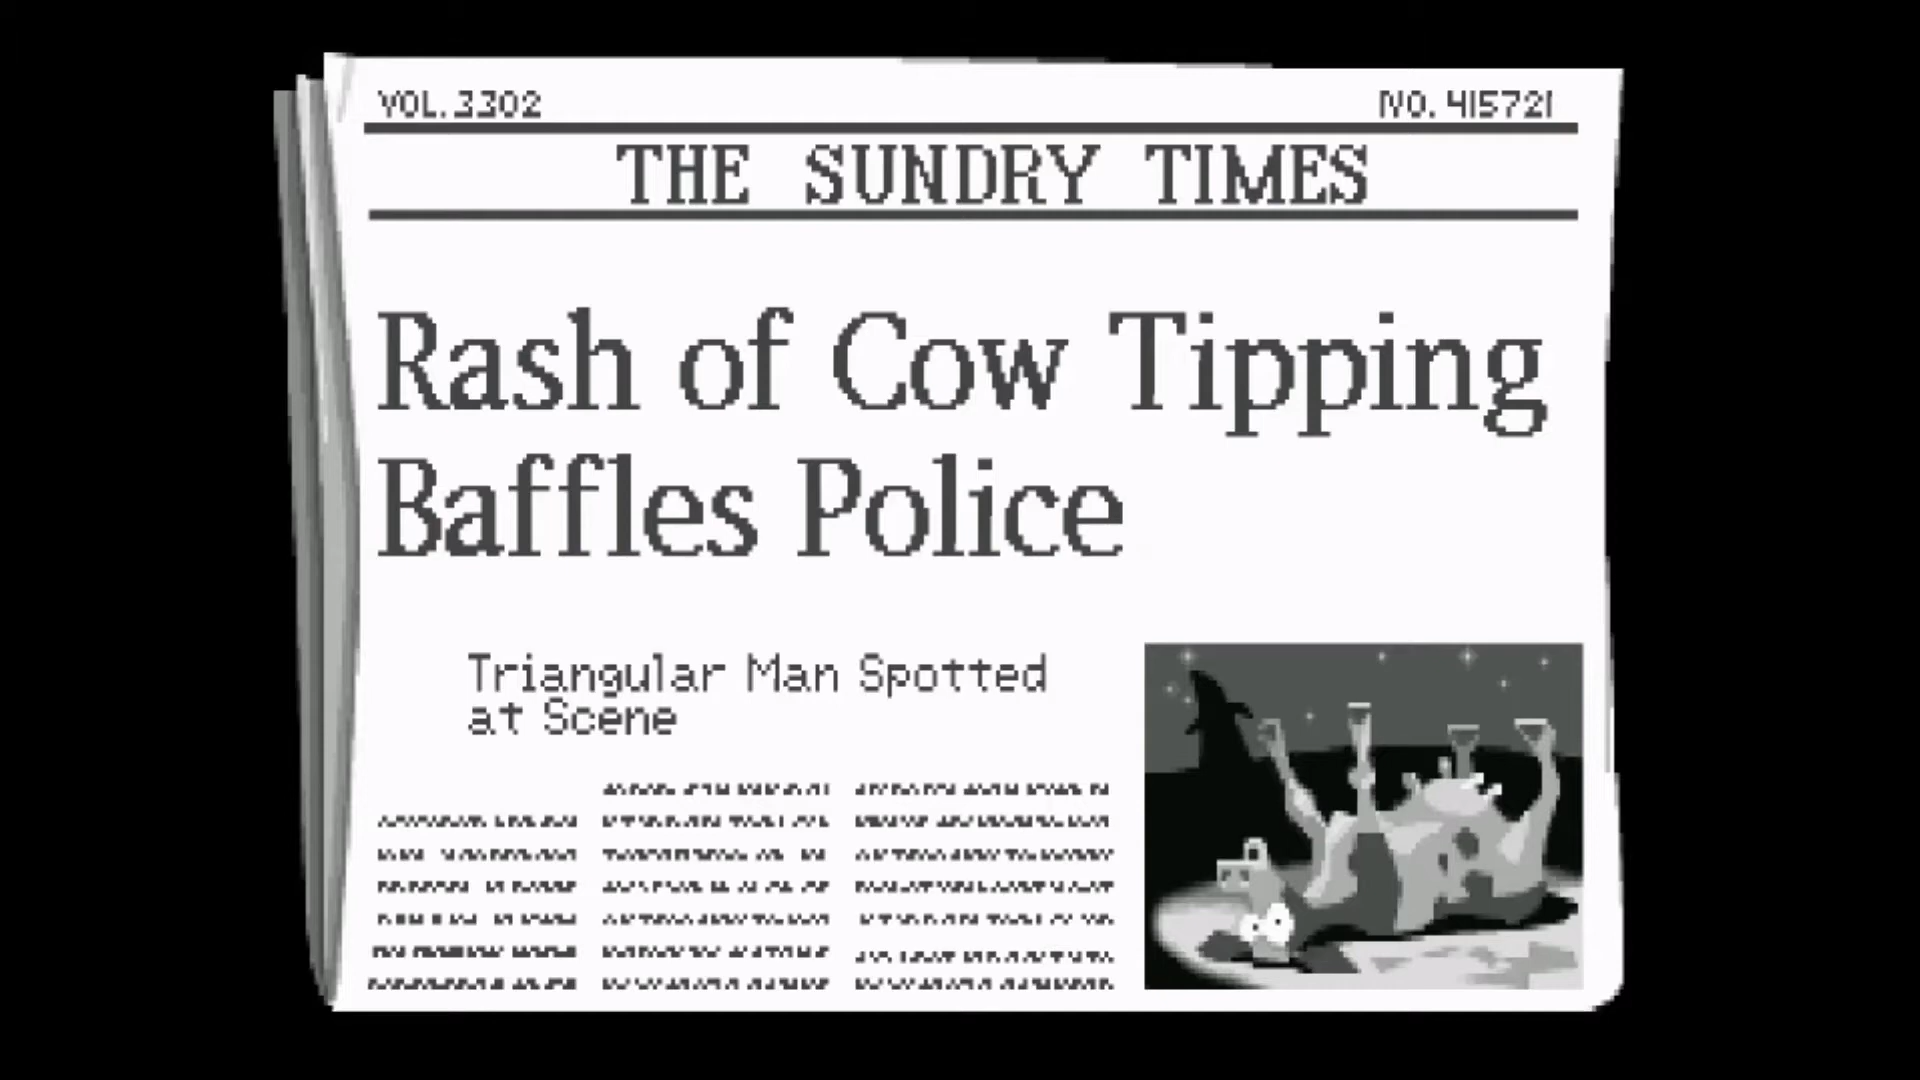 VOL. 3302
NO. 415721
THE SUNDRY TIMES
Rash of Cow Tipping
Baffles Police
Triangular Man Spotted
at Scene